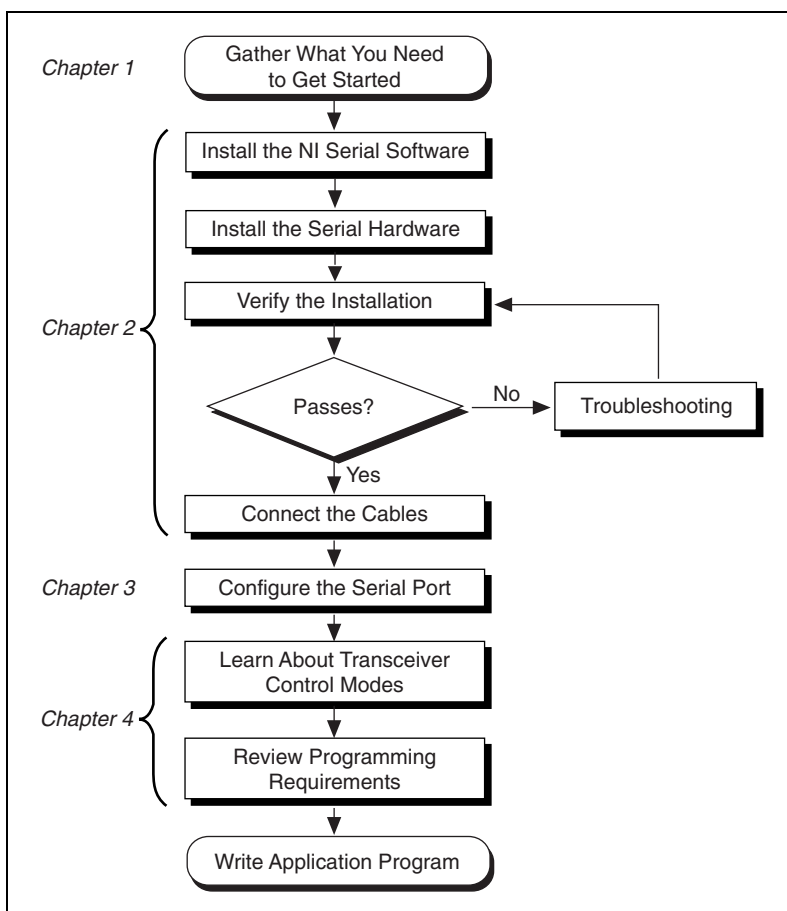 Chapter 1
Gather What You Need
to Get Started
Install the NI Serial Software
Install the Serial Hardware
Verify the Installation
Chapter 2
Passes?
No
Troubleshooting
Yes
Connect the Cables
Chapter 3
Configure the Serial Port
Learn About Transceiver
Control Modes
Chapter 4
Review Programming
Requirements
Write Application Program